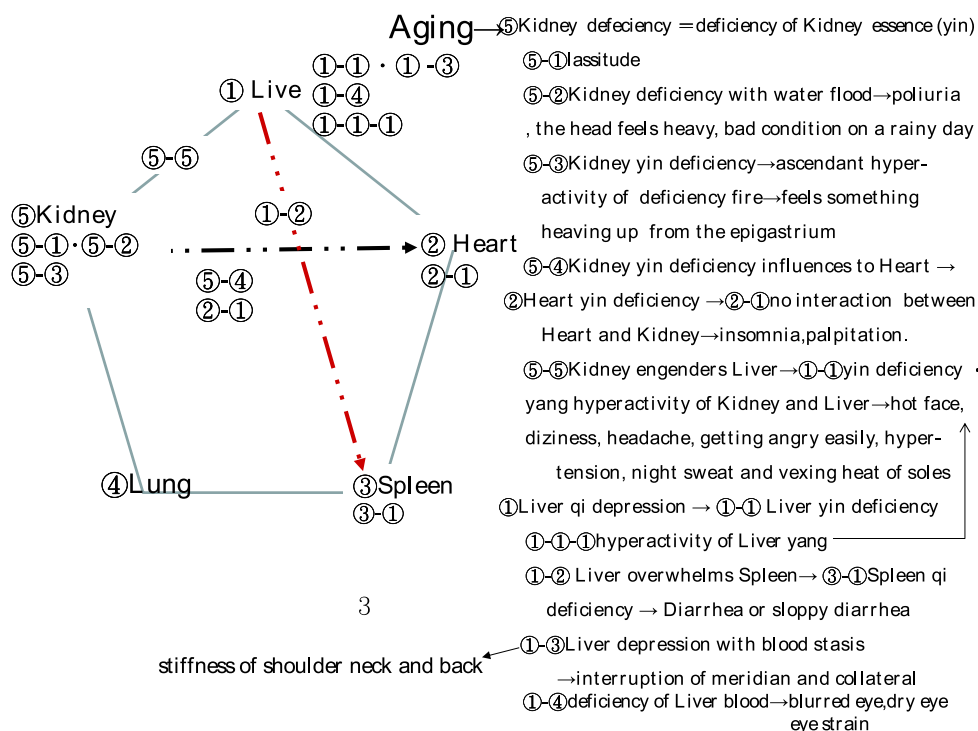 Aging→
①-① · ①-③
① Live
①-④
①-①-①
⑤-⑤
①-②
⑤Kidney
⑤-①·⑤-②
⑤-③
② Heart
②-①
⑤-④
②-①
④Lung
③Spleen
③-①
3
stiffness of shoulder neck and back
⑤Kidney defeciency =deficiency of Kidney essence (yin)
⑤-①lassitude
⑤-②Kidney deficiency with water flood→poliuria
, the head feels heavy, bad condition on a rainy day
⑤-③Kidney yin deficiency→ascendant hyper-
activity of deficiency fire→feels something
heaving up from the epigastrium
⑤-④Kidney yin deficiency influences to Heart →
②Heart yin deficiency →②-①no interaction between
Heart and Kidney→insomnia,palpitation.
⑤-⑤Kidney engenders Liver→①-①yin deficiency ·
yang hyperactivity of Kidney and Liver→hot face,
diziness, headache, getting angry easily, hyper-
tension, night sweat and vexing heat of soles
①Liver qi depression → ①-① Liver yin deficiency
①-①-①hyperactivity of Liver yang
①-② Liver overwhelms Spleen→ ③-①Spleen qi
deficiency → Diarrhea or sloppy diarrhea
①-③Liver depression with blood stasis
→interruption of meridian and collateral
①-④deficiency of Liver blood→blurred eye,dry eye
eye strain